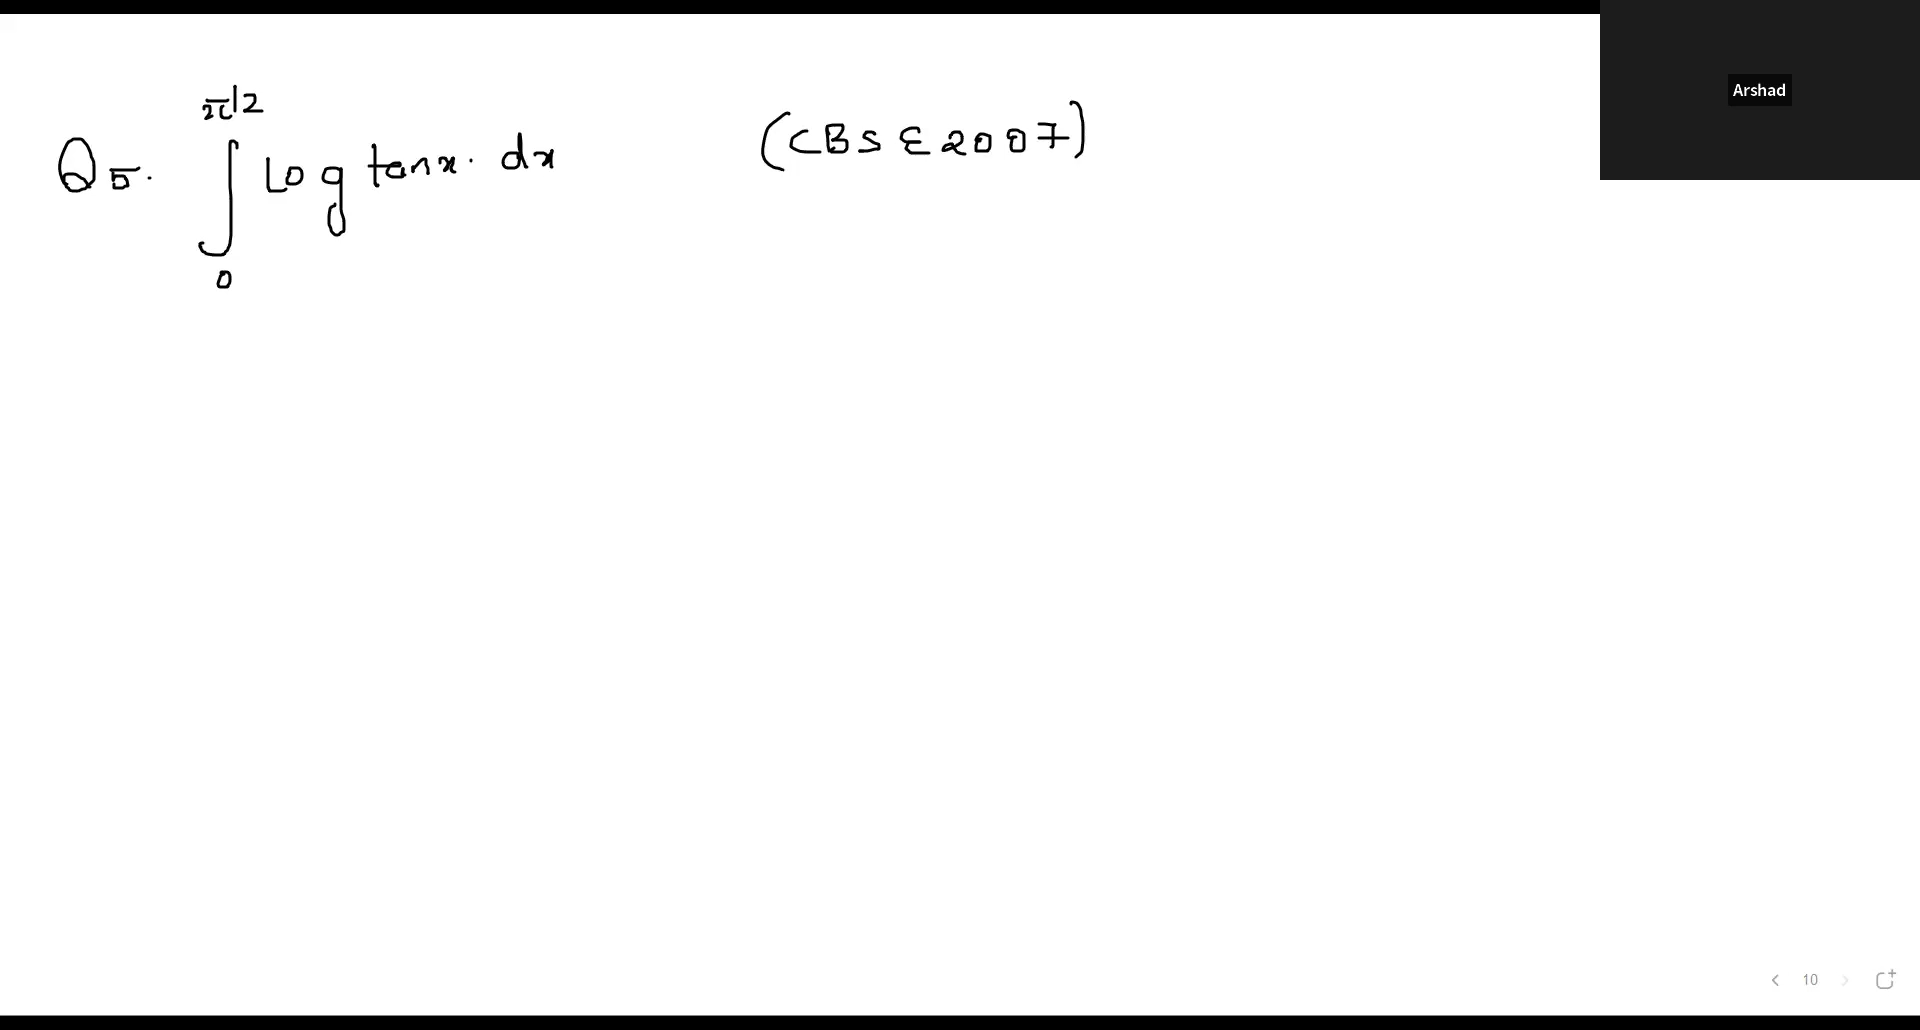 Arshad
Q5. ∫₀^{π/2} log tanx. dx (CBSE 2007)
10